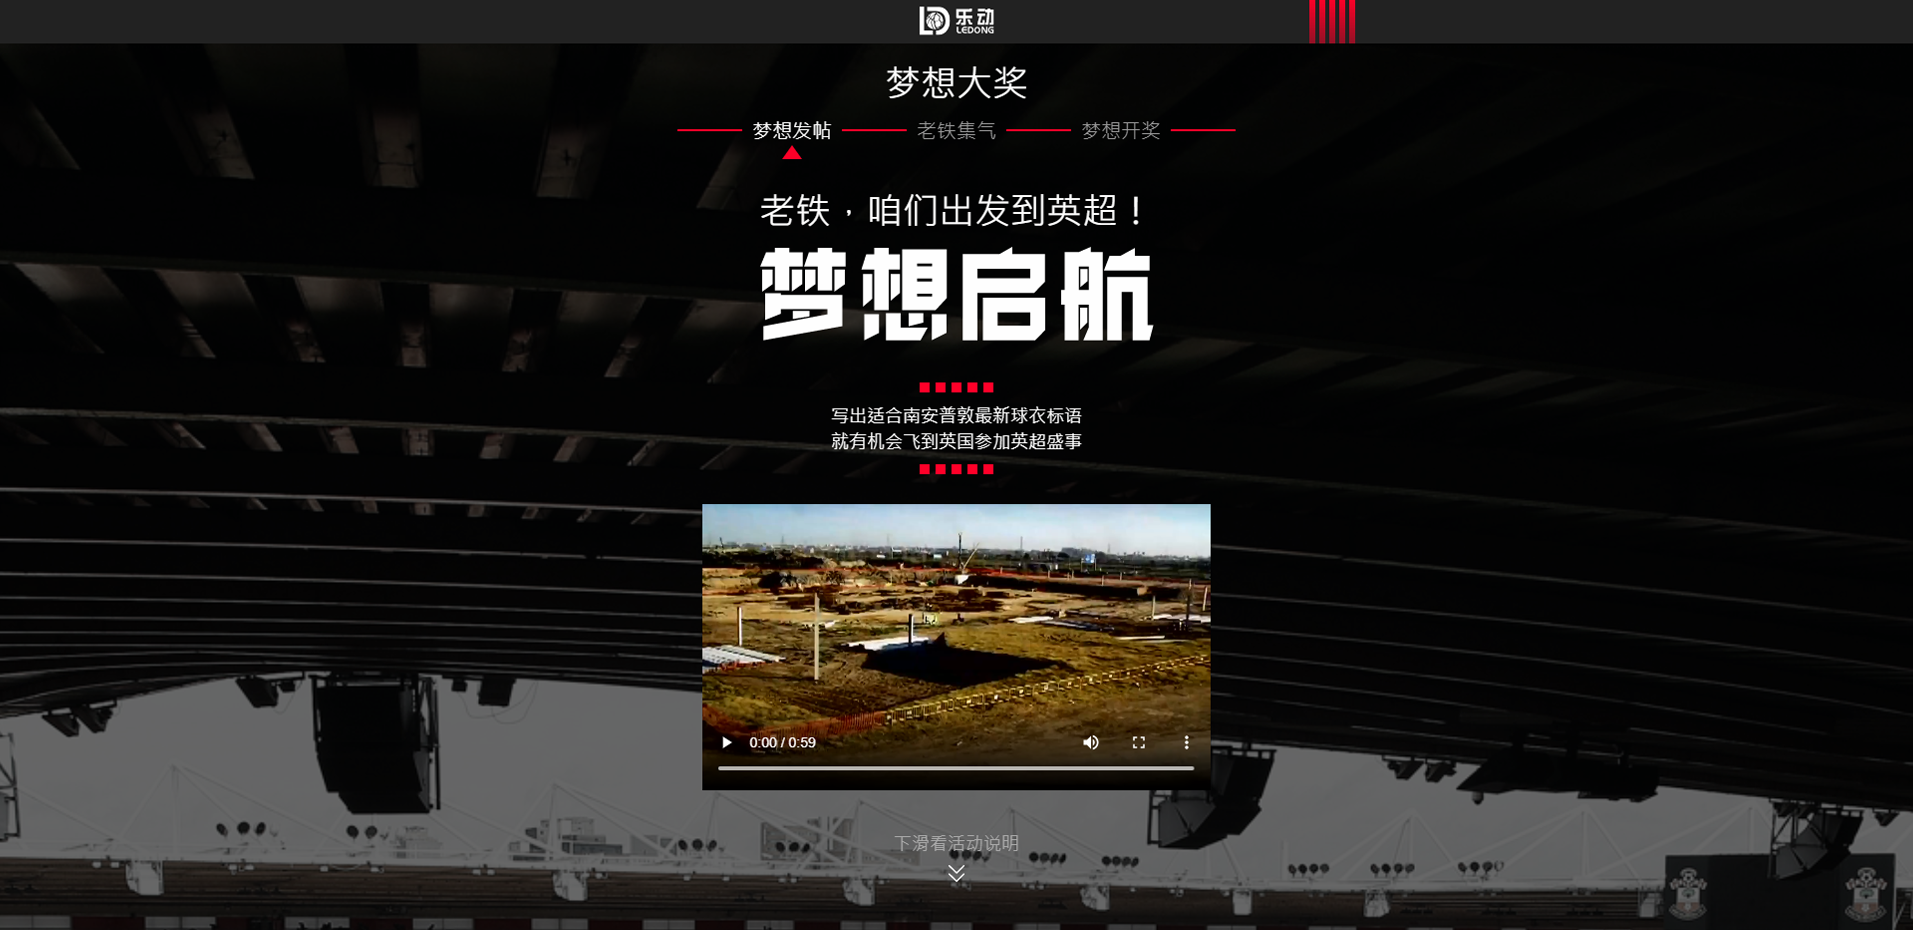 乐动
LEDONG
梦想大奖
梦想发帖 老铁集气 梦想开奖
老铁，咱们出发到英超！
梦想启航
写出适合南安普敦最新球衣标语
就有机会飞到英国参加英超盛事
0:00 / 0:59
下滑看活动说明